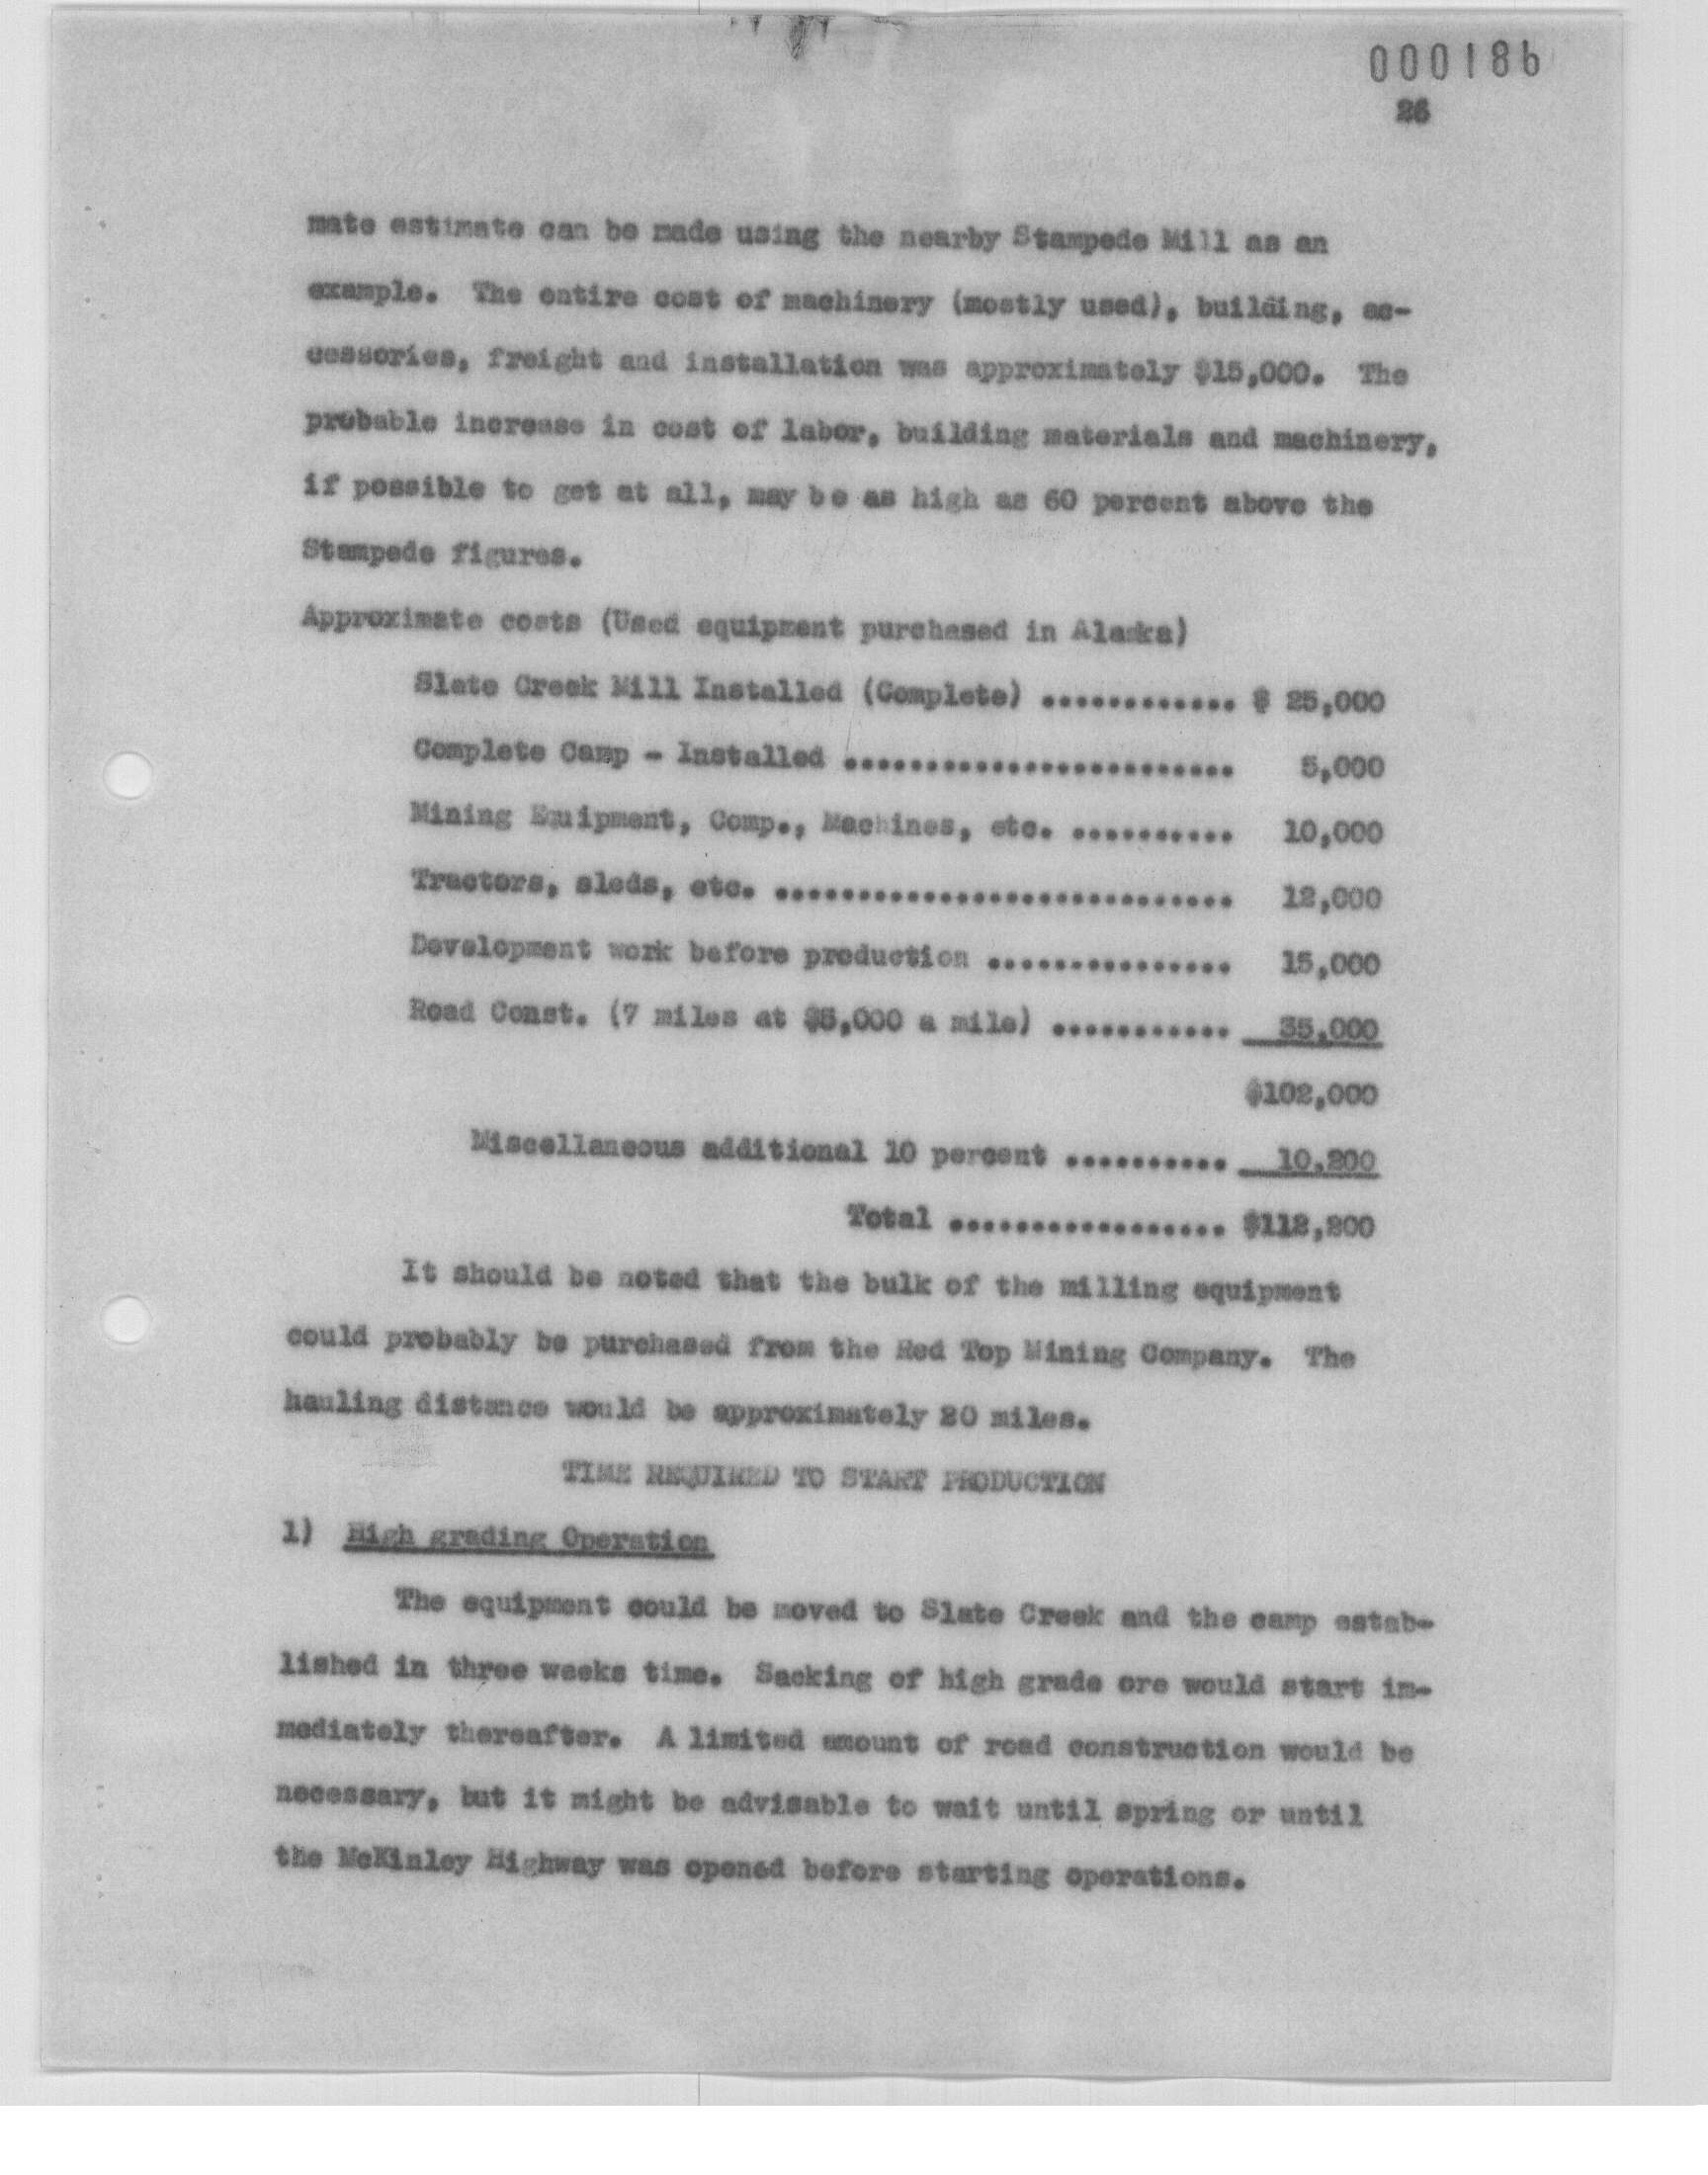 000186
26
mate estimate can be made using the nearby Stampede Mill as an
example. The entire cost of machinery (mostly used), building, ac-
cessories, freight and installation was approximately $15,000. The
probable increase in cost of labor, building materials and machinery,
if possible to get at all, may be as high as 60 percent above the
Stampede figures.
Approximate costs (Used equipment purchased in Alaska)
Slate Creek Mill Installed (Complete) ............ $ 25,000
Complete Camp - Installed ........................ 5,000
Mining Equipment, Comp., Machines, etc. .......... 10,000
Tractors, sleds, etc. ............................ 12,000
Development work before production ............... 15,000
Road Const. (7 miles at $5,000 a mile) ........... 35,000
$102,000
Miscellaneous additional 10 percent .......... 10,200
Total ................. $112,200
It should be noted that the bulk of the milling equipment
could probably be purchased from the Red Top Mining Company. The
hauling distance would be approximately 20 miles.
TIME REQUIRED TO START PRODUCTION
1) High grading Operation
The equipment could be moved to Slate Creek and the camp estab-
lished in three weeks time. Sacking of high grade ore would start im-
mediately thereafter. A limited amount of road construction would be
necessary, but it might be advisable to wait until spring or until
the McKinley Highway was opened before starting operations.